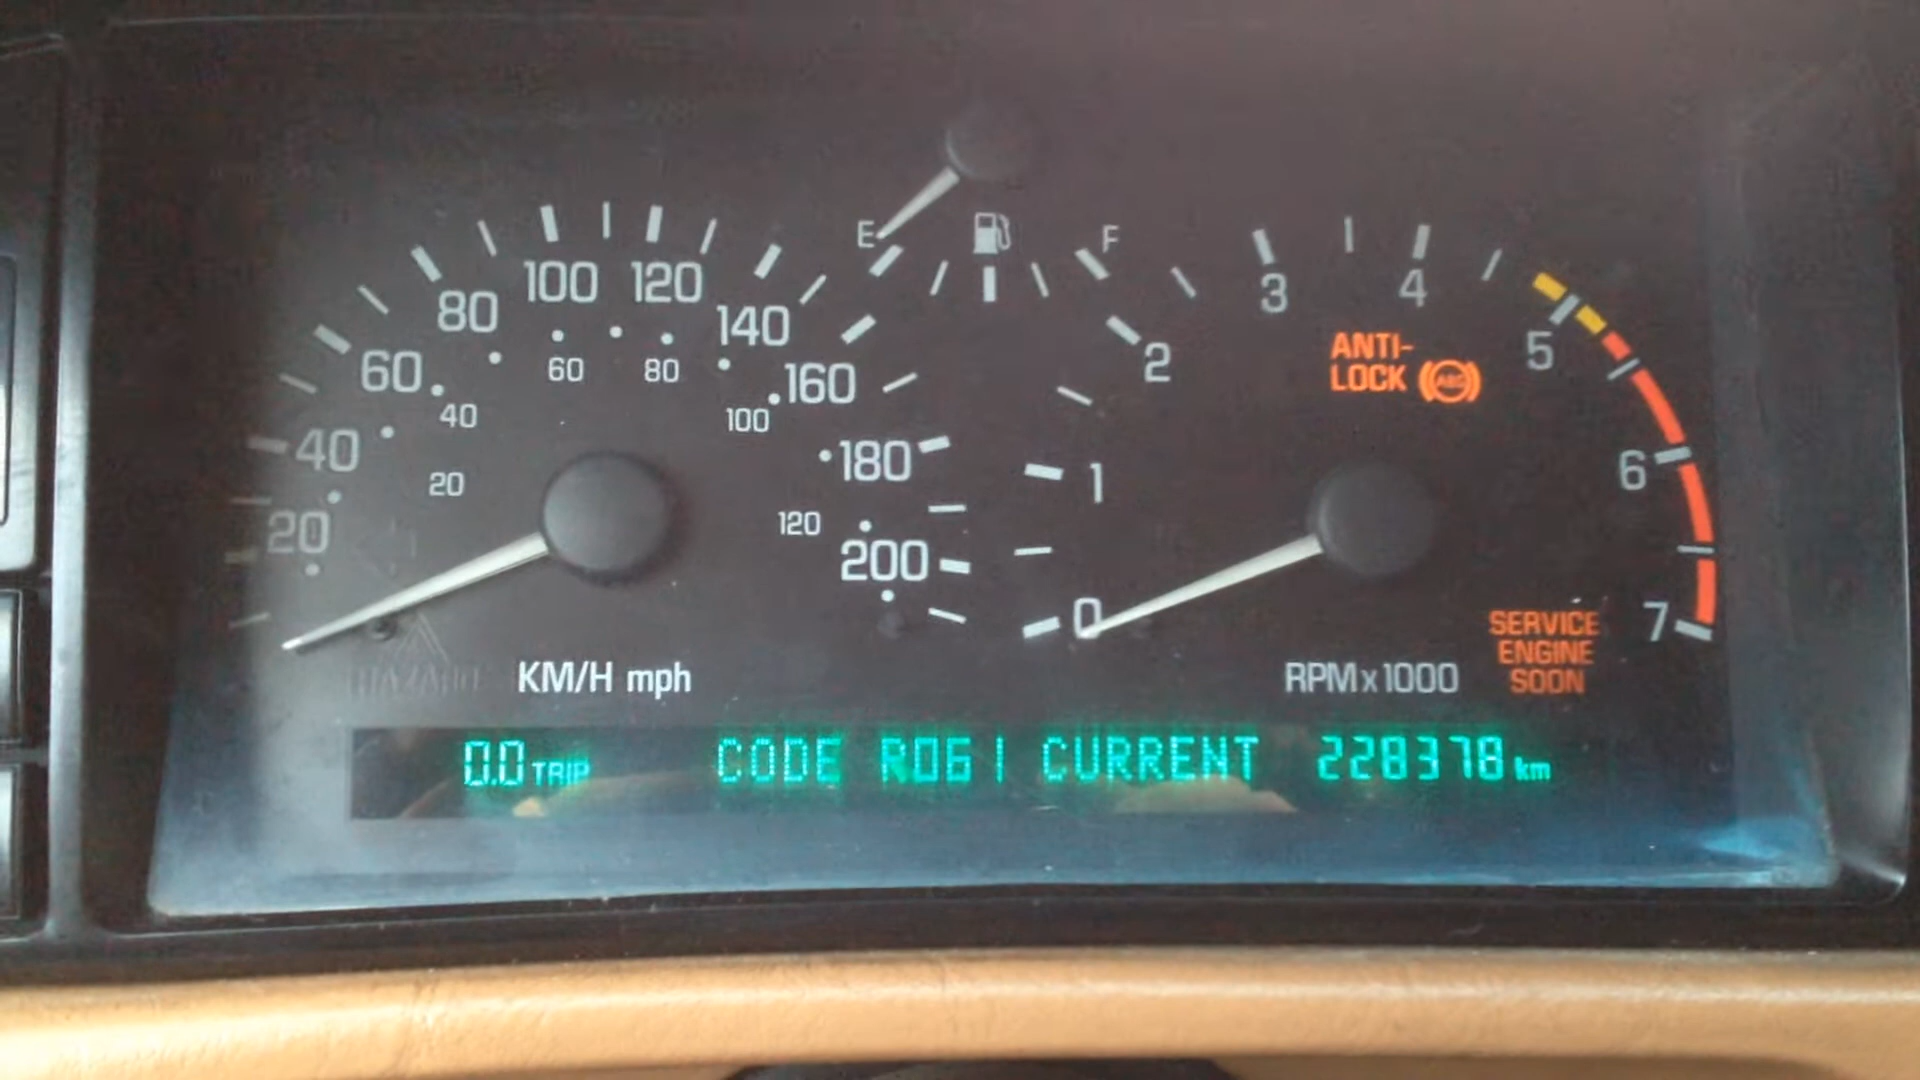 E F
100 120
80 140
60 160
40 180
20 200
60 80
40 100
20 120
3 4
2 5
1 6
0 7
ANTI-
LOCK ABS
KM/H mph
RPM x 1000
SERVICE
ENGINE
SOON
0.0 TRIP CODE R061 CURRENT 228378 km